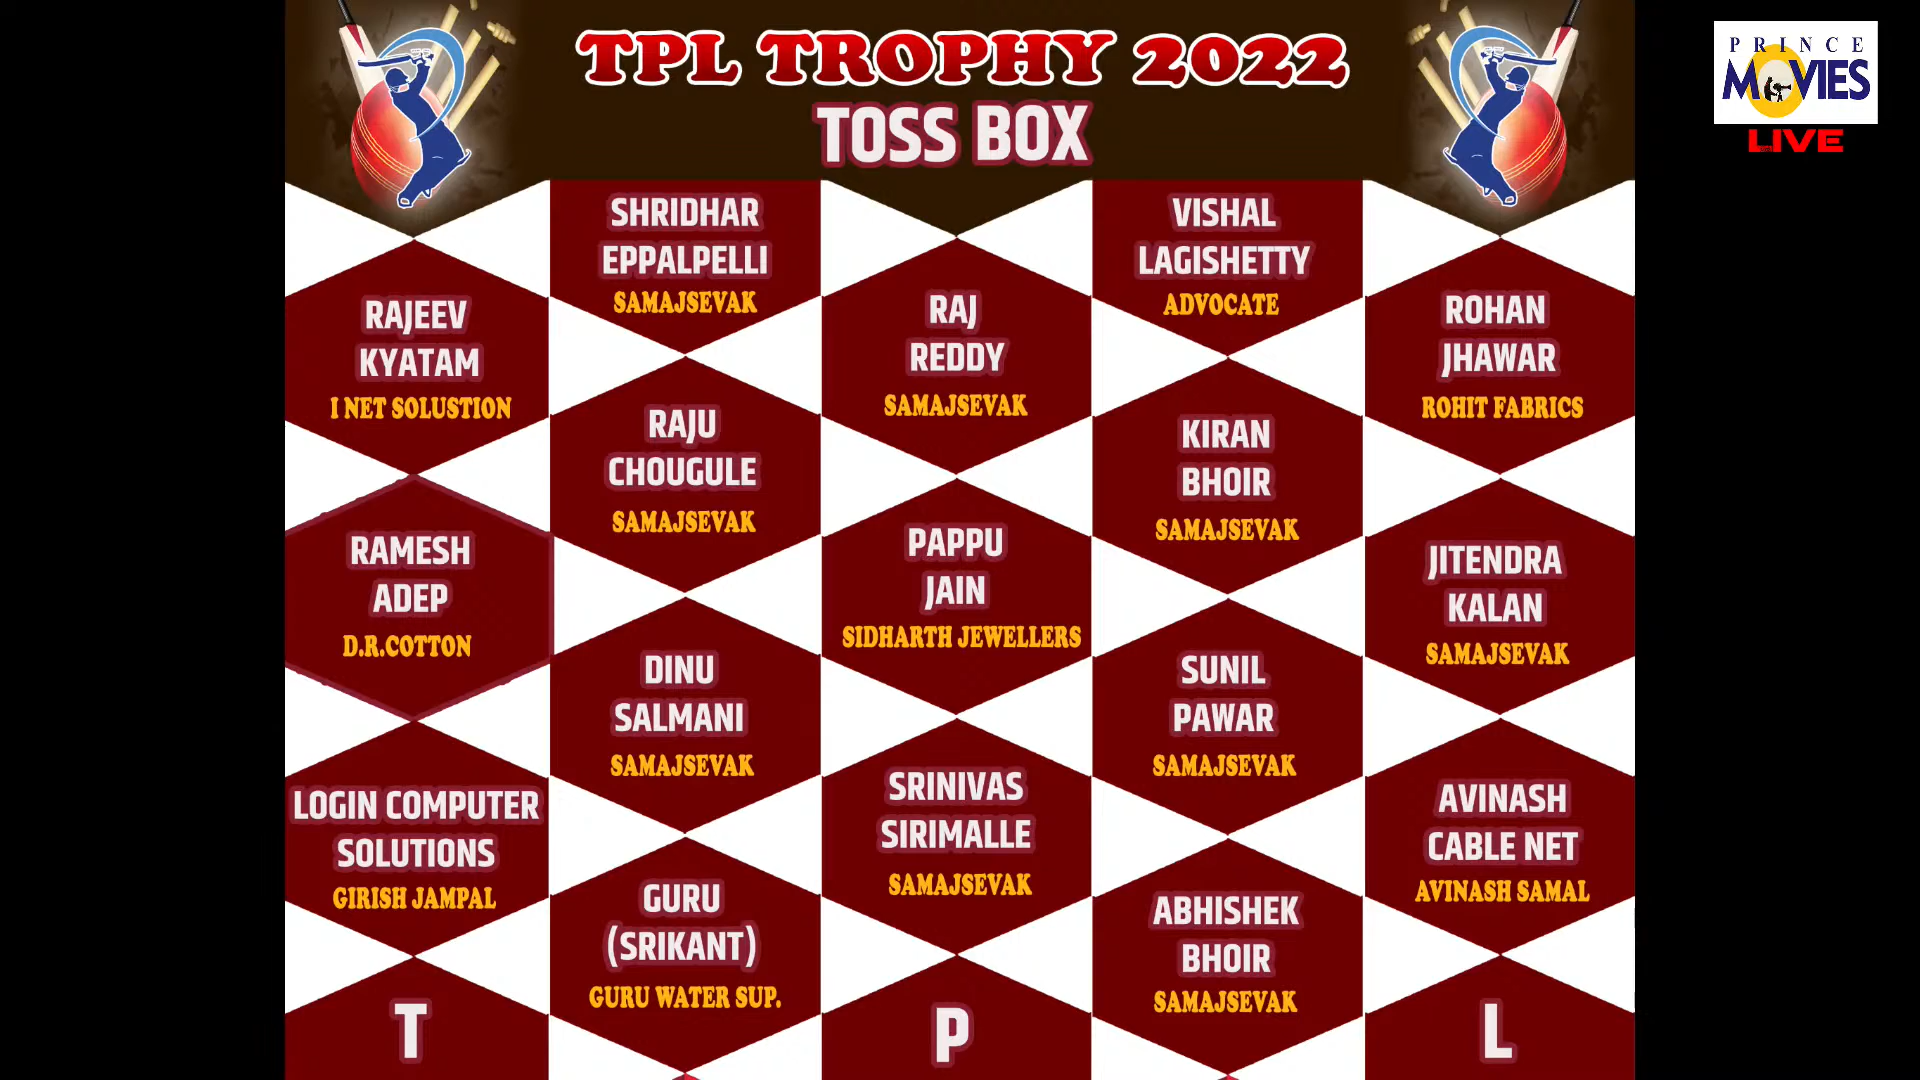 TPL TROPHY 2022
TOSS BOX
PRINCE
MOVIES
LIVE
RAJEEV
KYATAM
I NET SOLUSTION
RAMESH
ADEP
D.R.COTTON
LOGIN COMPUTER
SOLUTIONS
GIRISH JAMPAL
T
SHRIDHAR
EPPALPELLI
SAMAJSEVAK
RAJU
CHOUGULE
SAMAJSEVAK
DINU
SALMANI
SAMAJSEVAK
GURU
(SRIKANT)
GURU WATER SUP.
RAJ
REDDY
SAMAJSEVAK
PAPPU
JAIN
SIDHARTH JEWELLERS
SRINIVAS
SIRIMALLE
SAMAJSEVAK
P
VISHAL
LAGISHETTY
ADVOCATE
KIRAN
BHOIR
SAMAJSEVAK
SUNIL
PAWAR
SAMAJSEVAK
ABHISHEK
BHOIR
SAMAJSEVAK
ROHAN
JHAWAR
ROHIT FABRICS
JITENDRA
KALAN
SAMAJSEVAK
AVINASH
CABLE NET
AVINASH SAMAL
L